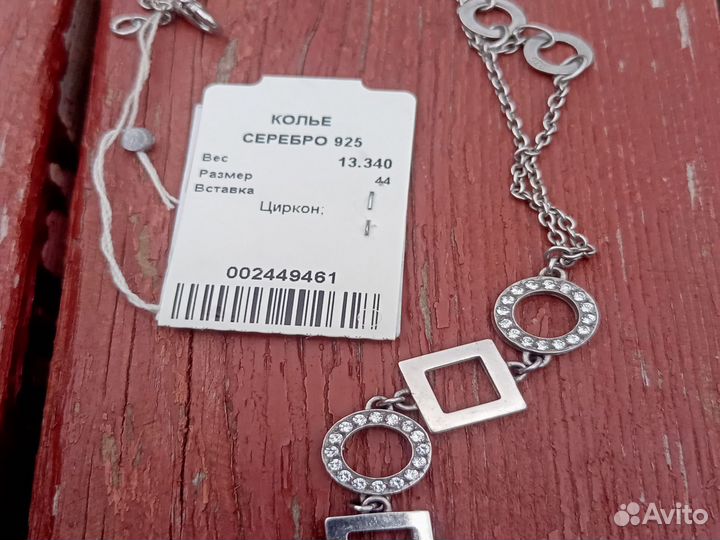 КОЛЬЕ
СЕРЕБРО 925
Вес 13.340
Размер 44
Вставка
Циркон;
002449461
Avito